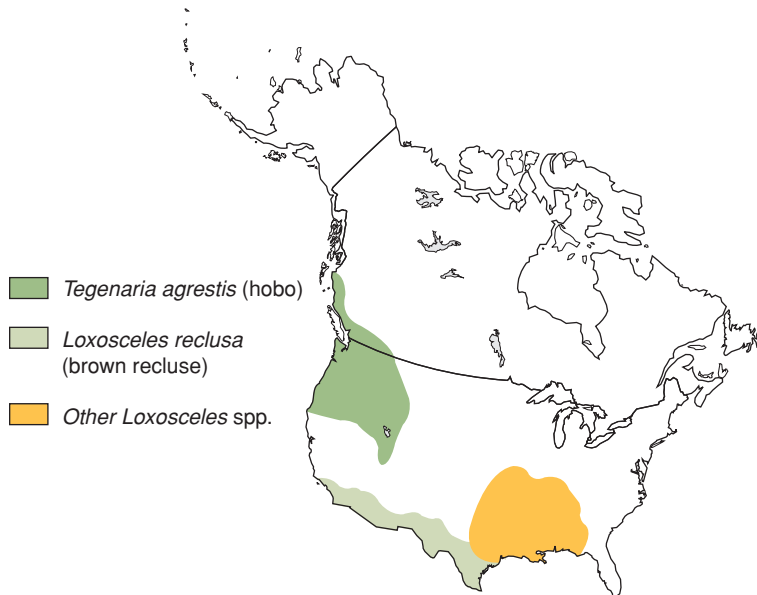 Tegenaria agrestis (hobo)
Loxosceles reclusa
(brown recluse)
Other Loxosceles spp.